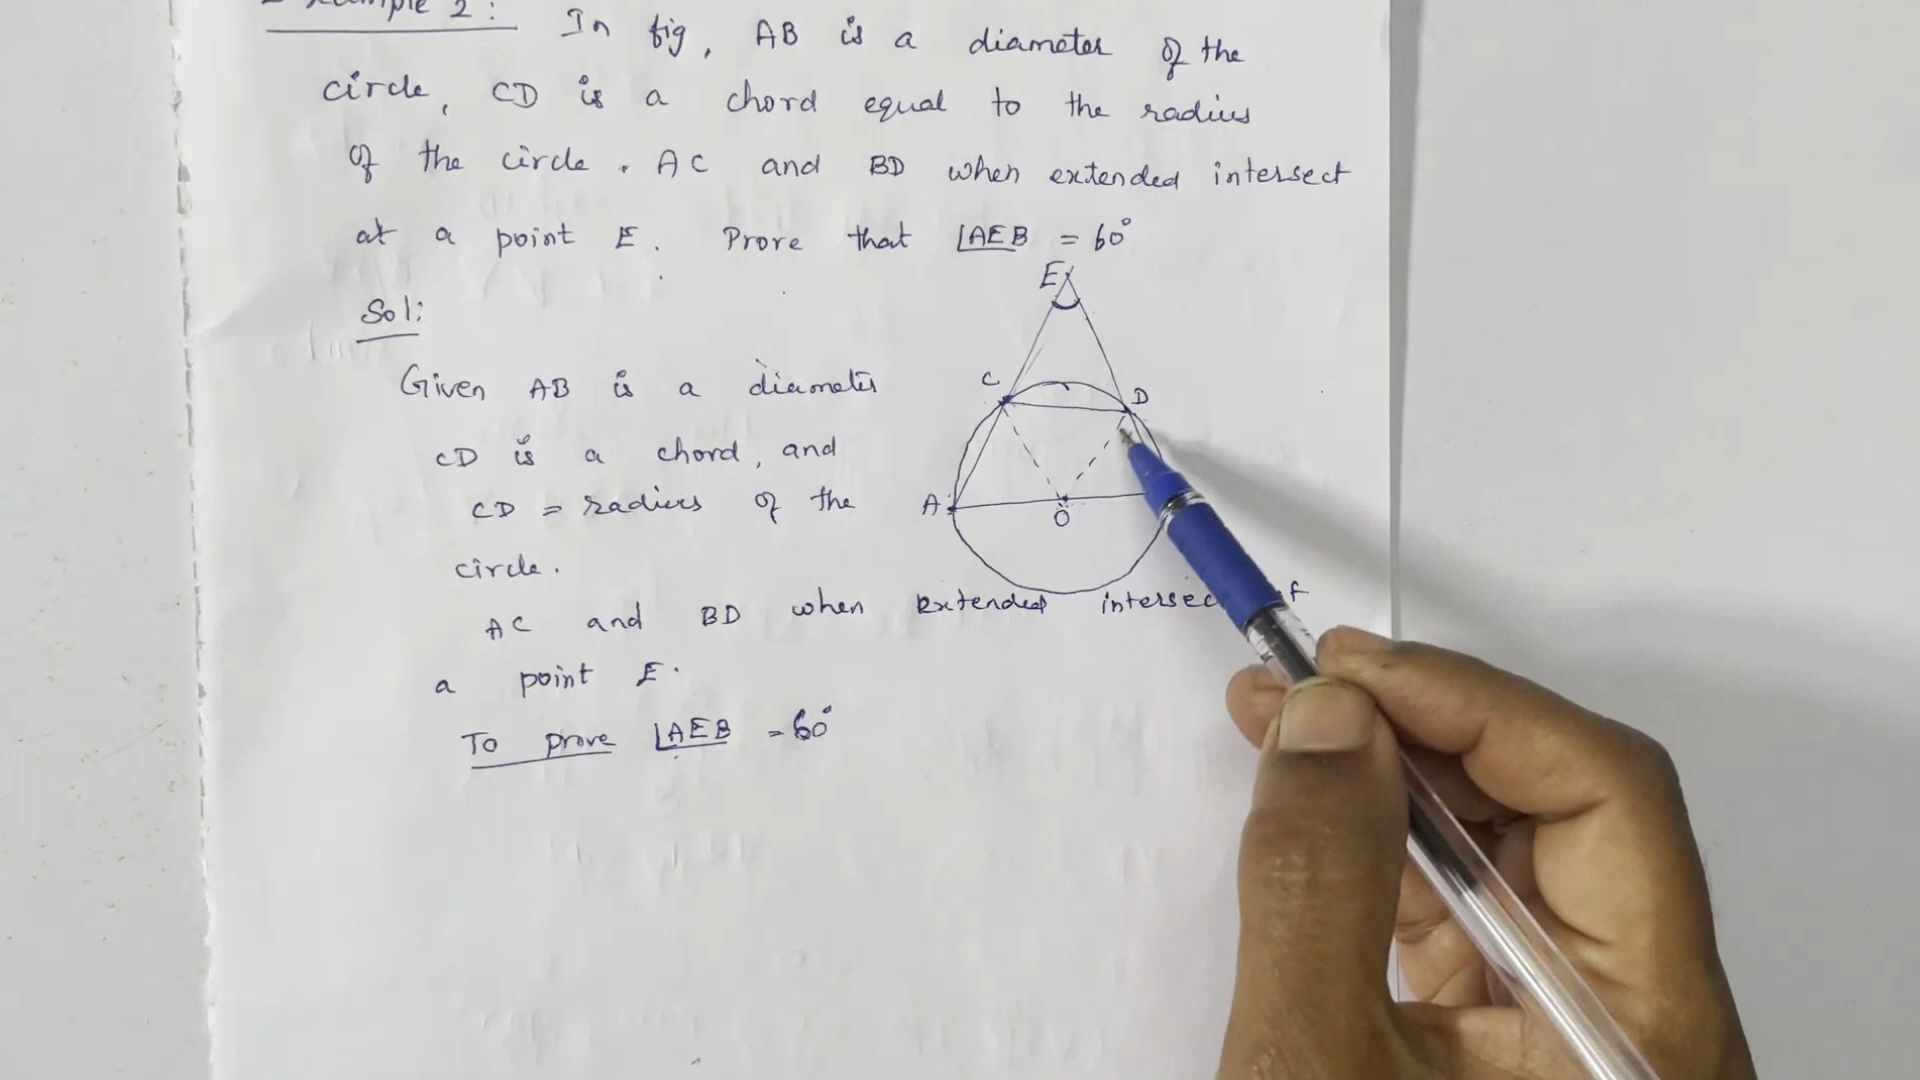 Example 2: In fig, AB is a diameter of the
circle, CD is a chord equal to the radius
of the circle. AC and BD when extended intersect
at a point E. Prove that ∠AEB = 60°
Sol:
Given AB is a diameter
CD is a chord, and
CD = radius of the
circle.
AC and BD when extended
a point E.
To prove ∠AEB = 60°
E
C
D
A
O